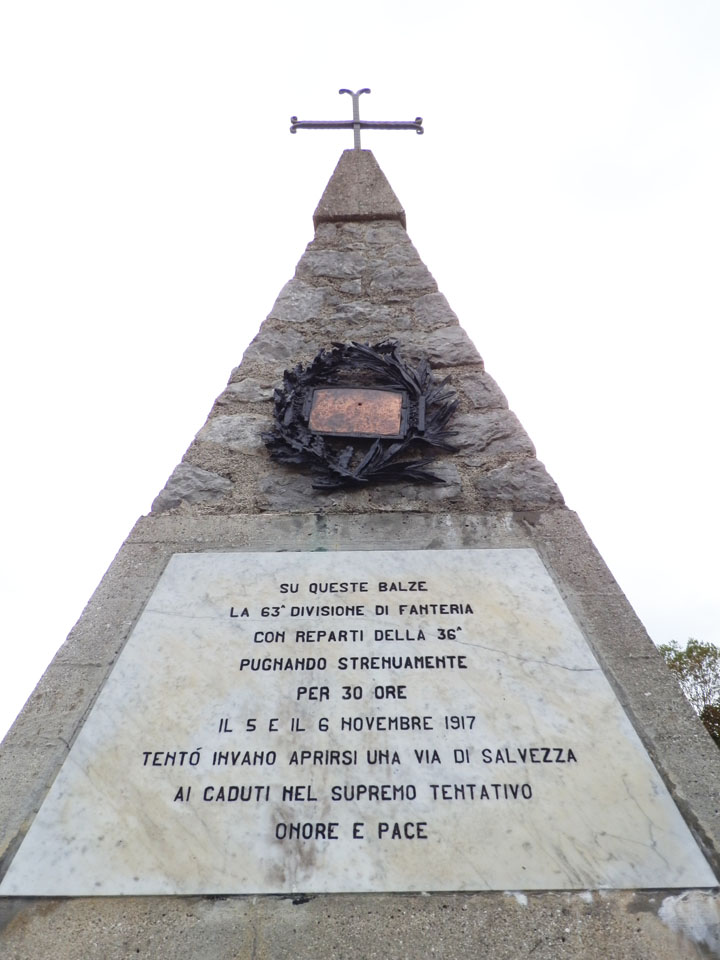 SU QUESTE BALZE
LA 63ᴬ DIVISIONE DI FANTERIA
CON REPARTI DELLA 36ᴬ
PUGNANDO STRENUAMENTE
PER 30 ORE
IL 5 E IL 6 NOVEMBRE 1917
TENTÓ INVANO APRIRSI UNA VIA DI SALVEZZA
AI CADUTI NEL SUPREMO TENTATIVO
ONORE E PACE